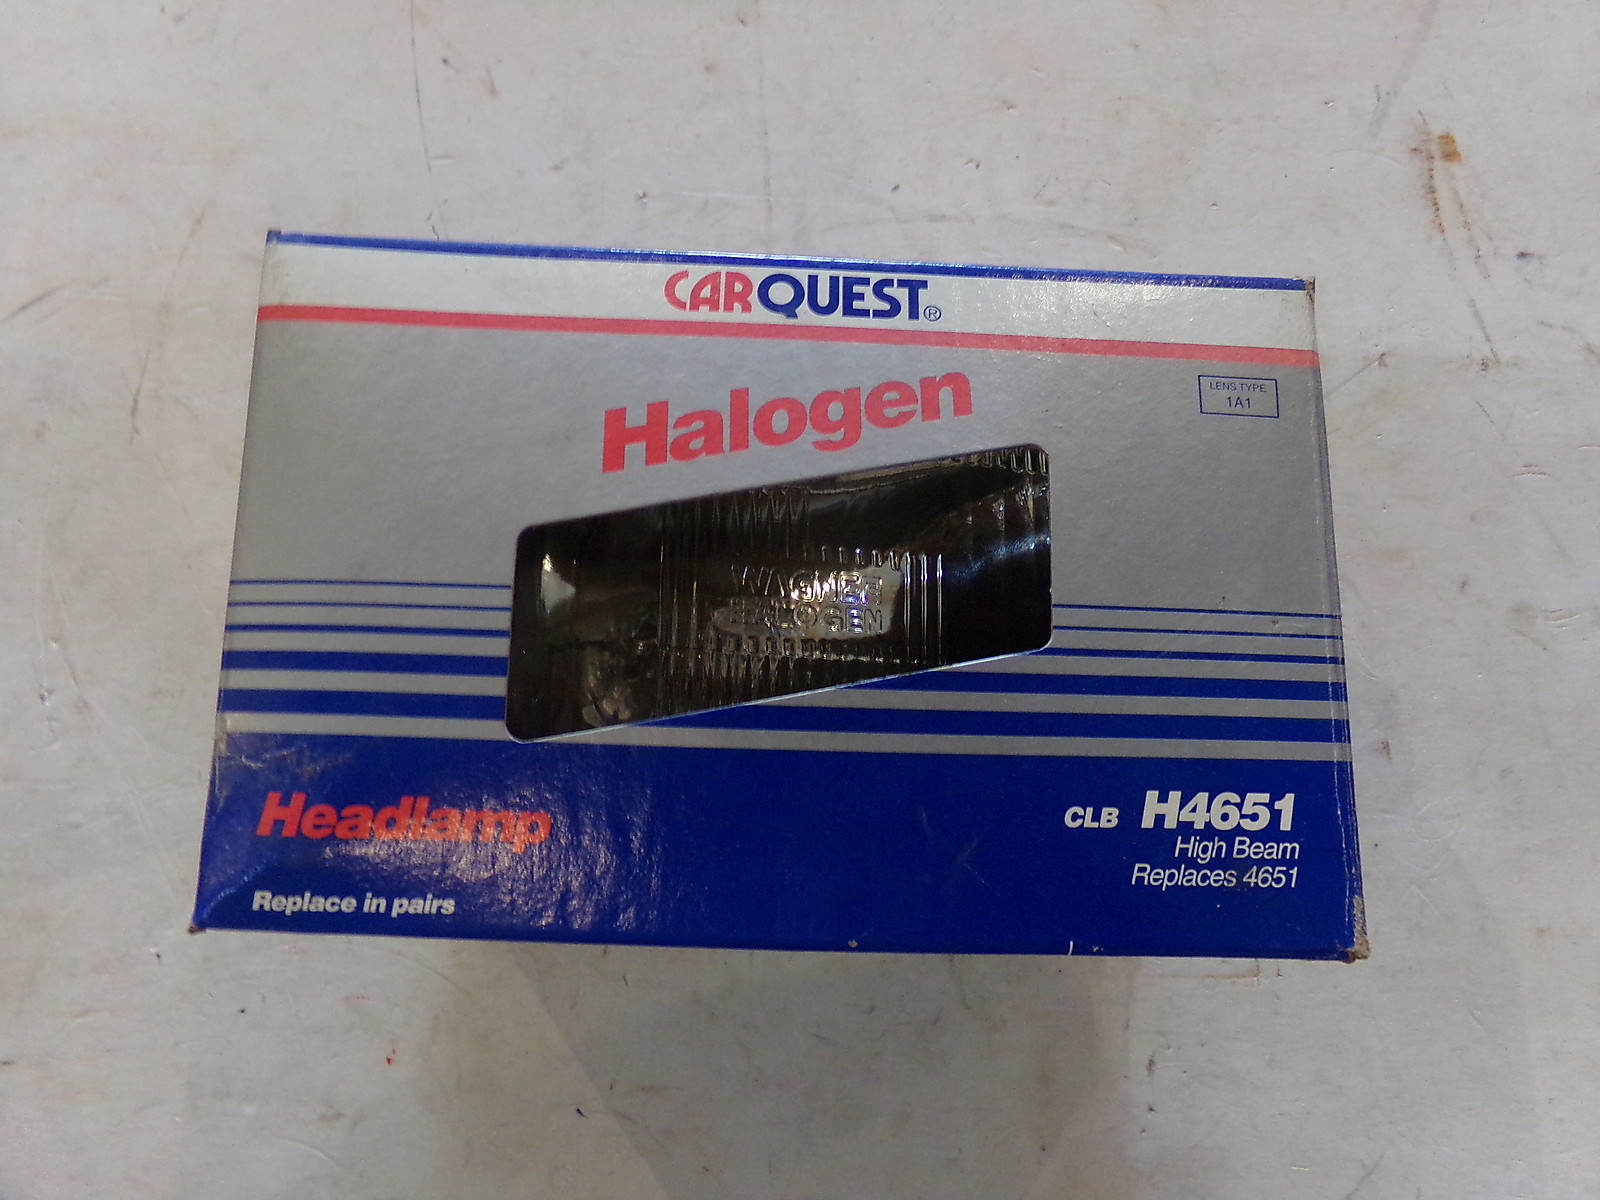 CARQUEST®
LENS TYPE
1A1
Halogen
WAGNER
HALOGEN
Headlamp
CLB H4651
High Beam
Replaces 4651
Replace in pairs